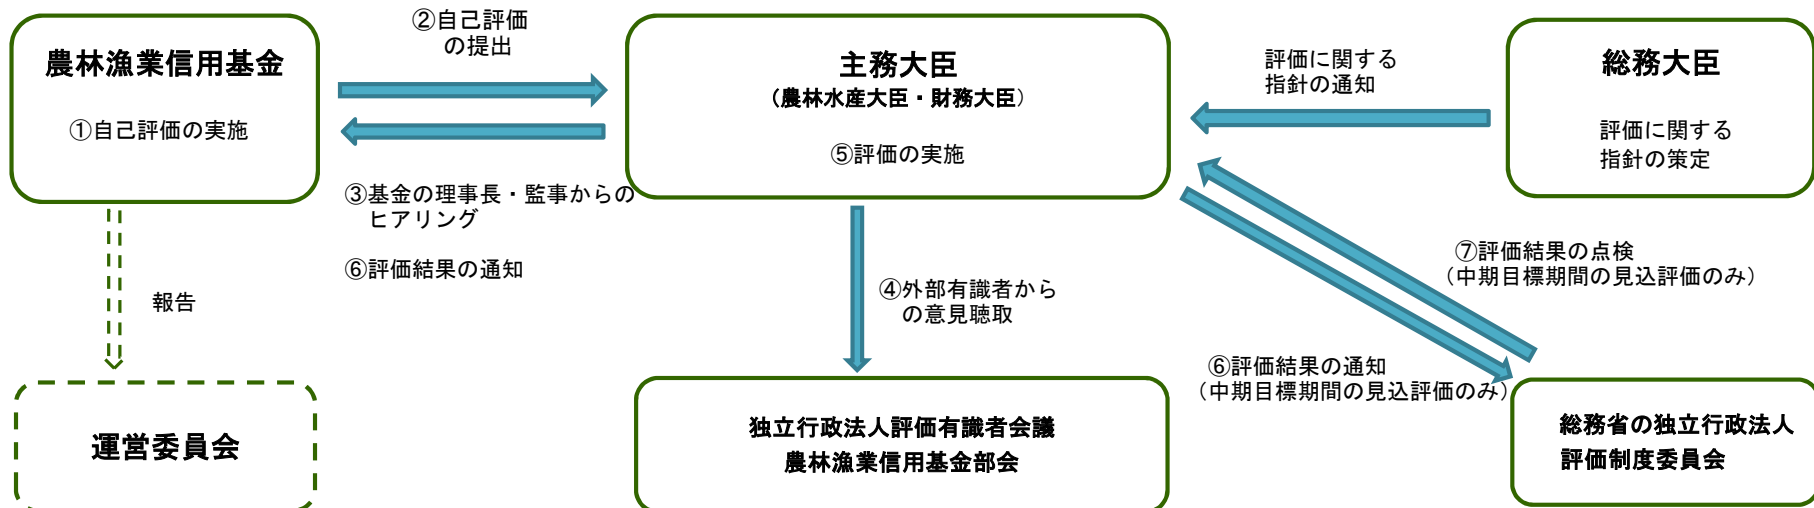 農林漁業信用基金
①自己評価の実施
②自己評価
の提出
③基金の理事長・監事からの
ヒアリング
⑥評価結果の通知
主務大臣
（農林水産大臣・財務大臣）
⑤評価の実施
評価に関する
指針の通知
総務大臣
評価に関する
指針の策定
報告
④外部有識者から
の意見聴取
⑦評価結果の点検
（中期目標期間の見込評価のみ）
⑥評価結果の通知
（中期目標期間の見込評価のみ）
運営委員会
独立行政法人評価有識者会議
農林漁業信用基金部会
総務省の独立行政法人
評価制度委員会